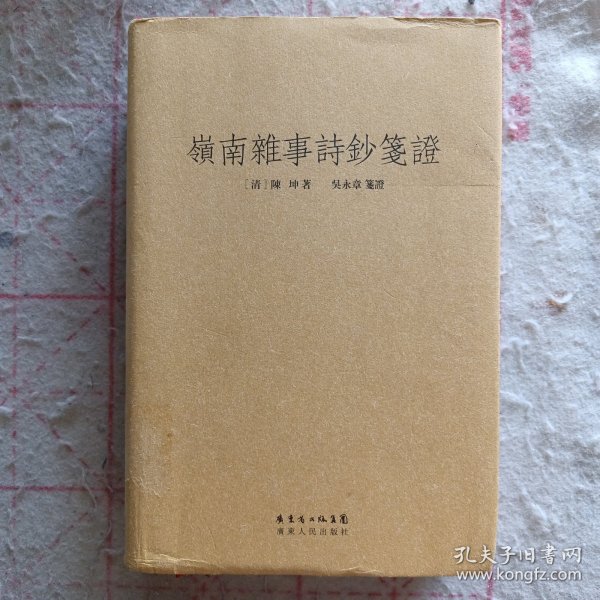 嶺南雜事詩鈔箋證
［清］陳 坤著 吳永章 箋證
廣東省出版集團
廣東人民出版社
孔夫子旧书网
www.kongfz.com